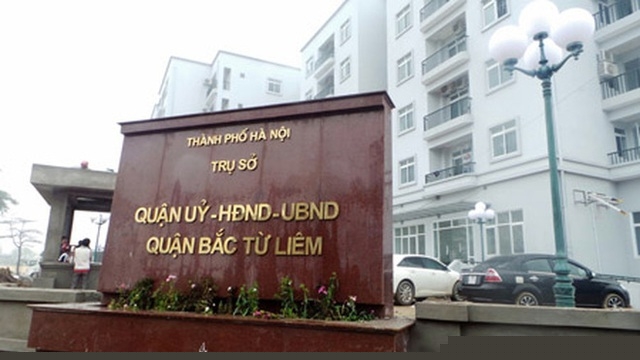 THÀNH PHỐ HÀ NỘI
TRỤ SỞ
QUẬN UỶ-HĐND-UBND
QUẬN BẮC TỪ LIÊM